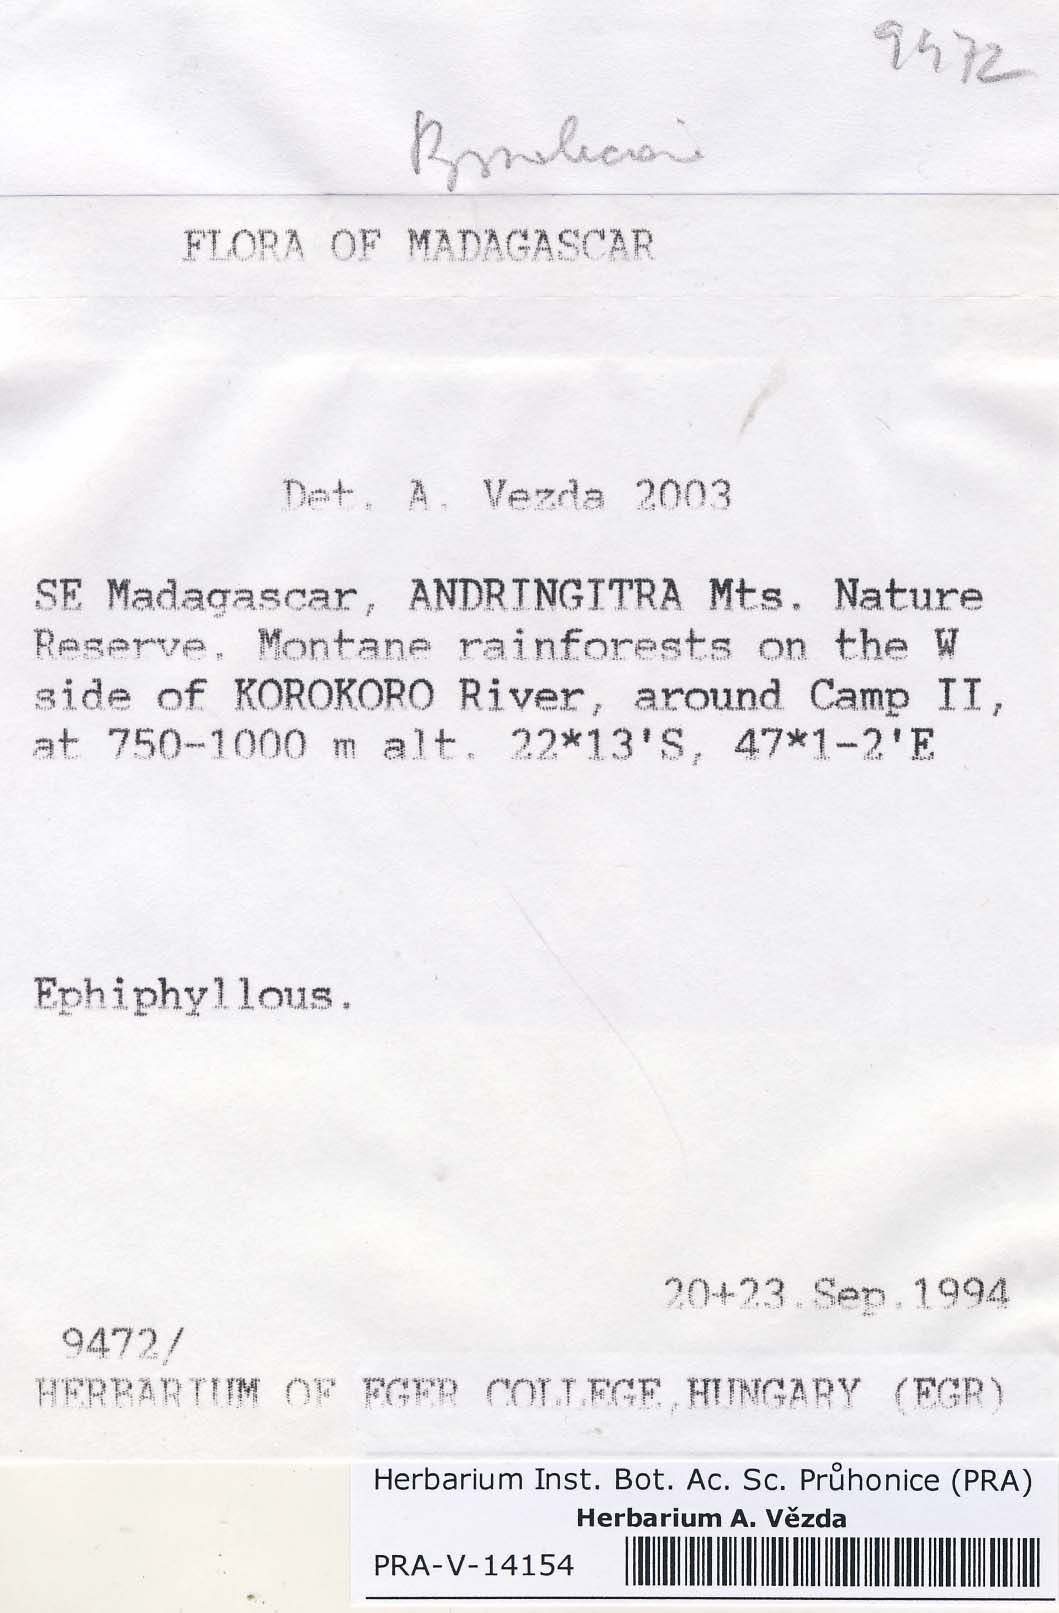 9472
FLORA OF MADAGASCAR
Det. A. Vezda 2003
SE Madagascar, ANDRINGITRA Mts. Nature
Reserve. Montane rainforests on the W
side of KOROKORO River, around Camp II,
at 750-1000 m alt. 22*13'S, 47*1-2'E
Ephiphyllous.
20+23.Sep.1994
9472/
HERBARIUM OF EGER COLLEGE,HUNGARY (EGR)
Herbarium Inst. Bot. Ac. Sc. Průhonice (PRA)
Herbarium A. Vězda
PRA-V-14154